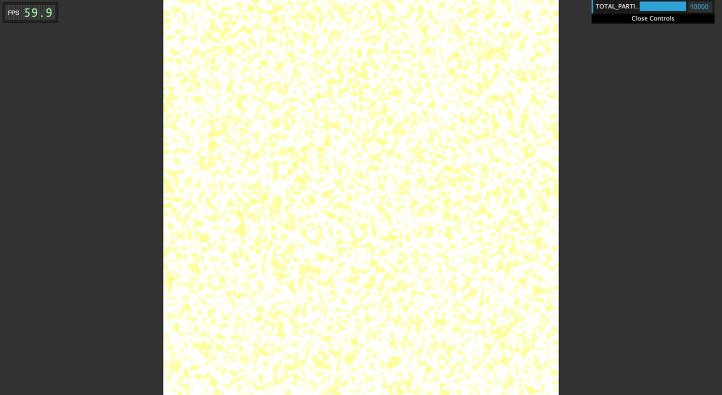 FPS 59.9
TOTAL_PARTI.. 10000
Close Controls